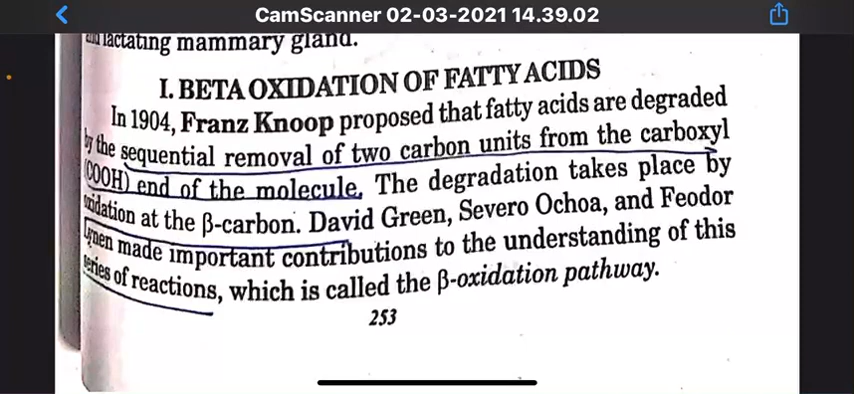 CamScanner 02-03-2021 14.39.02
lactating mammary gland.
I. BETA OXIDATION OF FATTY ACIDS
In 1904, Franz Knoop proposed that fatty acids are degraded
by the sequential removal of two carbon units from the carboxyl
(COOH) end of the molecule. The degradation takes place by
oxidation at the β-carbon. David Green, Severo Ochoa, and Feodor
Lynen made important contributions to the understanding of this
series of reactions, which is called the β-oxidation pathway.
253